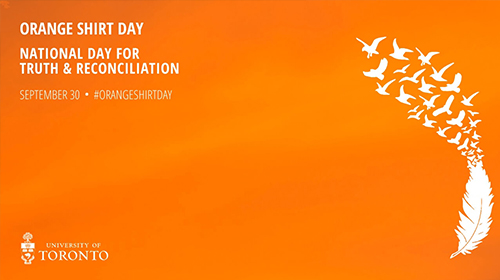 ORANGE SHIRT DAY
NATIONAL DAY FOR
TRUTH & RECONCILIATION
SEPTEMBER 30 • #ORANGESHIRTDAY
UNIVERSITY OF
TORONTO